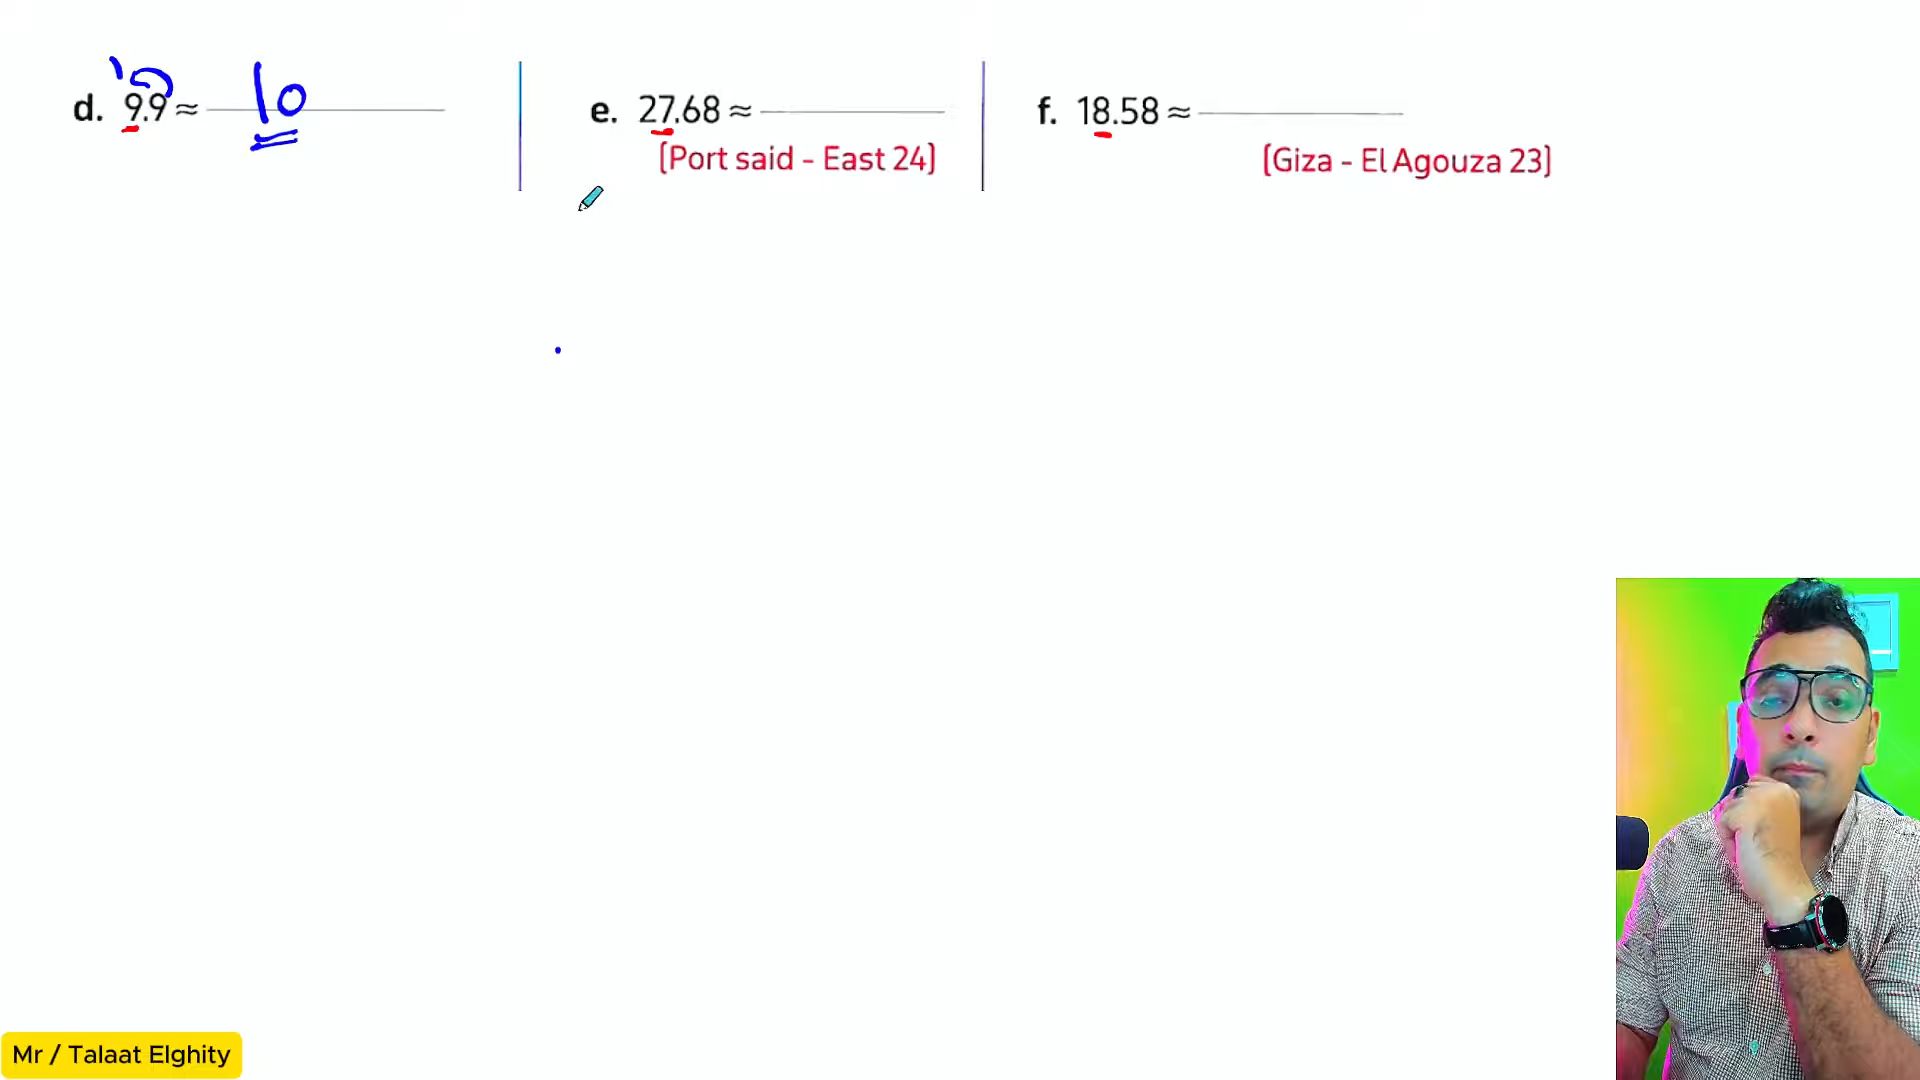 d. 9.9 ≈ 10
e. 27.68 ≈
[Port said - East 24]
f. 18.58 ≈
[Giza - El Agouza 23]
Mr / Talaat Elghity